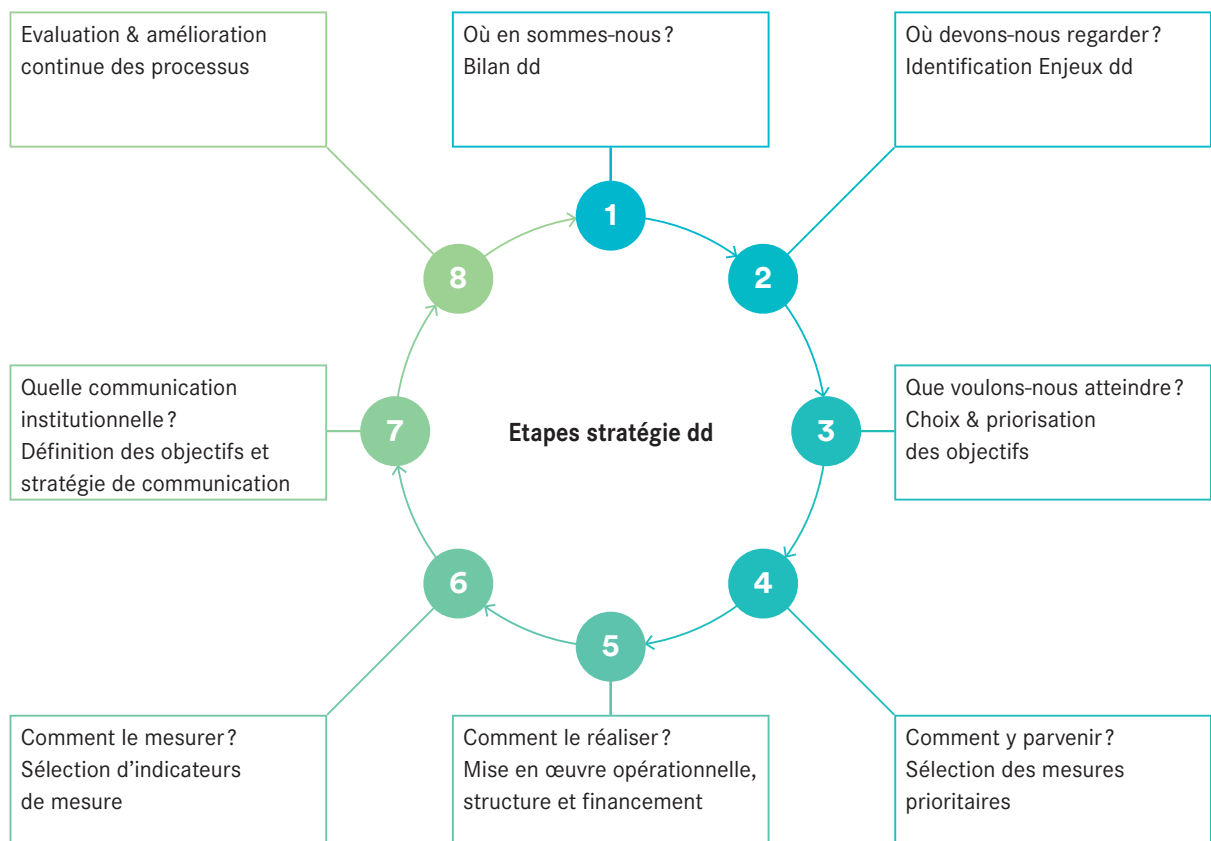 Evaluation & amélioration
continue des processus
Où en sommes-nous ?
Bilan dd
Où devons-nous regarder ?
Identification Enjeux dd
1
2
8
Quelle communication
institutionnelle ?
Définition des objectifs et
stratégie de communication
7
Etapes stratégie dd
3
Que voulons-nous atteindre ?
Choix & priorisation
des objectifs
6
4
5
Comment le mesurer ?
Sélection d’indicateurs
de mesure
Comment le réaliser ?
Mise en œuvre opérationnelle,
structure et financement
Comment y parvenir ?
Sélection des mesures
prioritaires